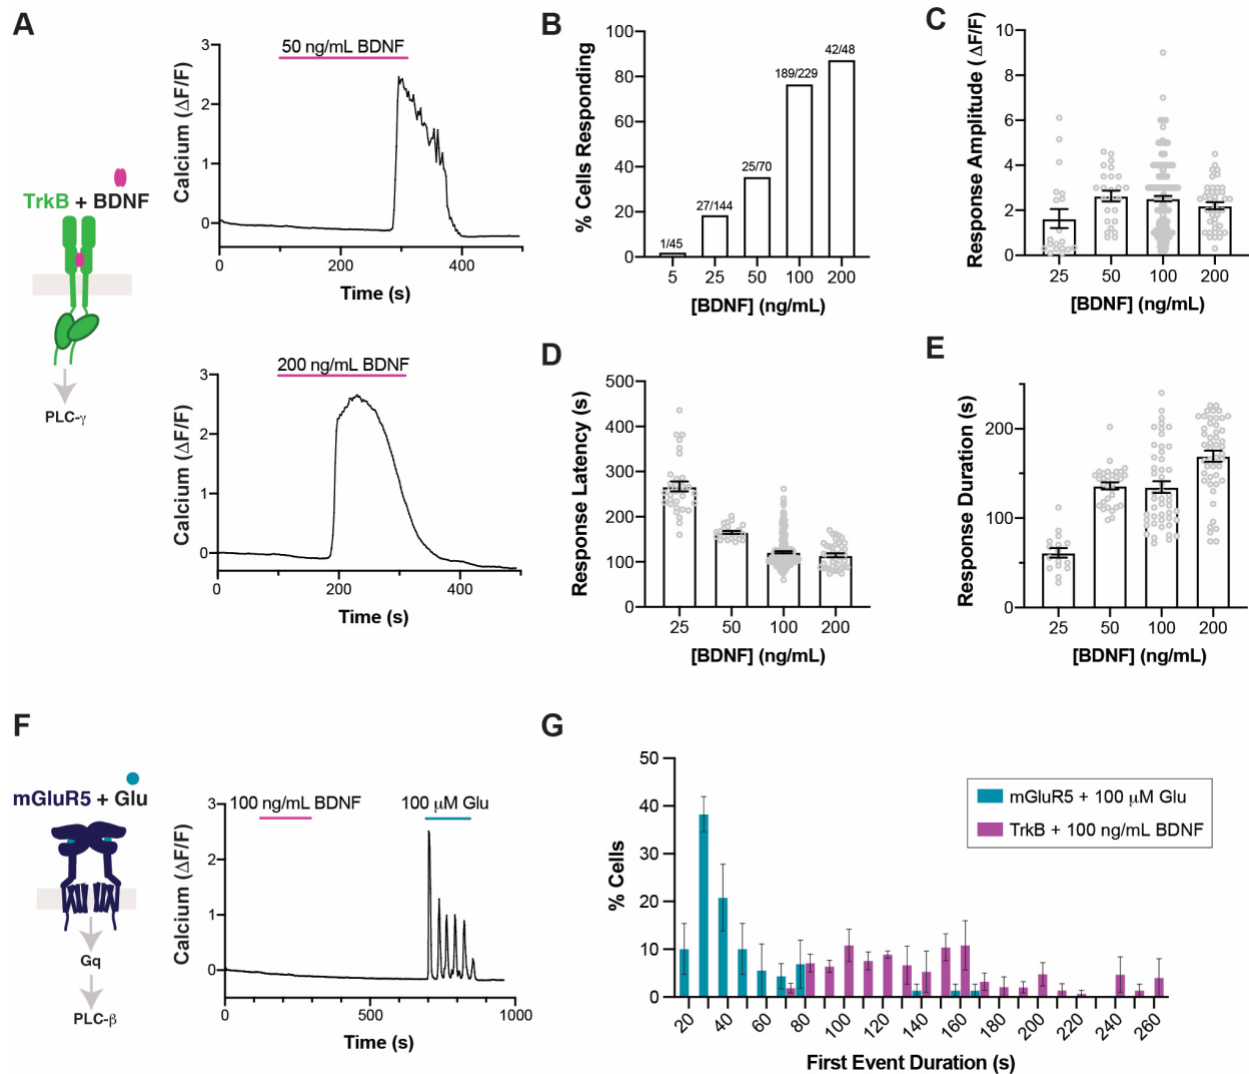 A
TrkB + BDNF
PLC-γ
50 ng/mL BDNF
Calcium (ΔF/F)
3
2
1
0
0 200 400
Time (s)
200 ng/mL BDNF
Calcium (ΔF/F)
3
2
1
0
0 200 400
Time (s)
B
% Cells Responding
100
80
60
40
20
0
1/45
27/144
25/70
189/229
42/48
5 25 50 100 200
[BDNF] (ng/mL)
C
Response Amplitude (ΔF/F)
10
8
6
4
2
0
25 50 100 200
[BDNF] (ng/mL)
D
Response Latency (s)
500
400
300
200
100
0
25 50 100 200
[BDNF] (ng/mL)
E
Response Duration (s)
200
100
0
25 50 100 200
[BDNF] (ng/mL)
F
mGluR5 + Glu
Gq
PLC-β
100 ng/mL BDNF 100 μM Glu
Calcium (ΔF/F)
3
2
1
0
0 500 1000
Time (s)
G
% Cells
50
40
30
20
10
0
mGluR5 + 100 μM Glu
TrkB + 100 ng/mL BDNF
20 40 60 80 100 120 140 160 180 200 220 240 260
First Event Duration (s)